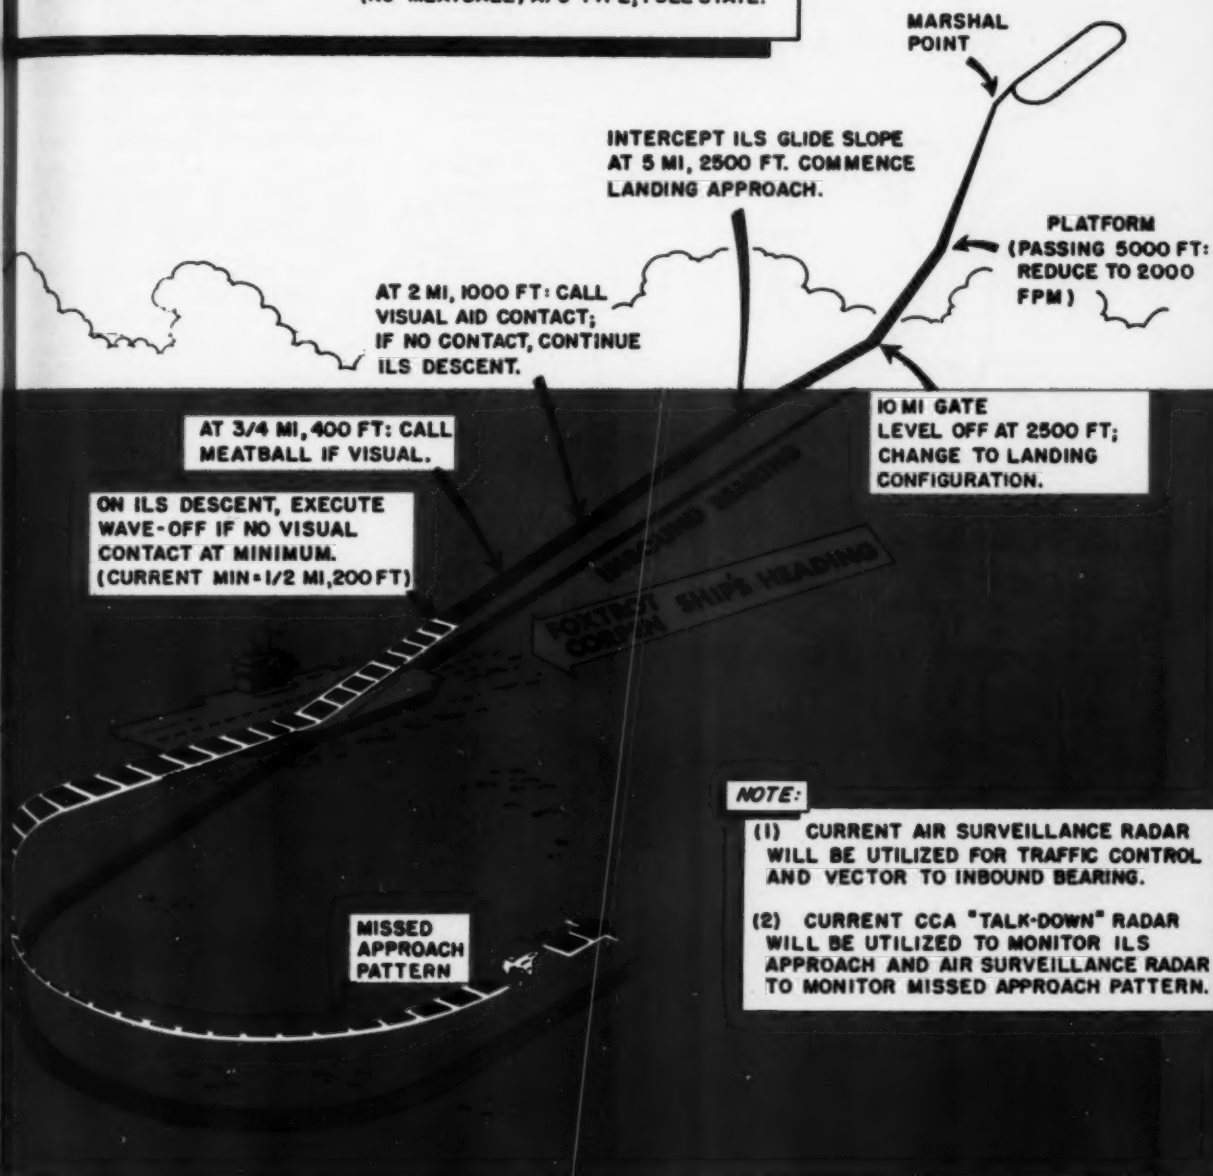 (NO MEATBALL) A/C TYPE, FUEL STATE.
MARSHAL
POINT
INTERCEPT ILS GLIDE SLOPE
AT 5 MI, 2500 FT. COMMENCE
LANDING APPROACH.
PLATFORM
(PASSING 5000 FT:
REDUCE TO 2000
FPM)
AT 2 MI, 1000 FT: CALL
VISUAL AID CONTACT;
IF NO CONTACT, CONTINUE
ILS DESCENT.
10 MI GATE
LEVEL OFF AT 2500 FT;
CHANGE TO LANDING
CONFIGURATION.
AT 3/4 MI, 400 FT: CALL
MEATBALL IF VISUAL.
ON ILS DESCENT, EXECUTE
WAVE-OFF IF NO VISUAL
CONTACT AT MINIMUM.
(CURRENT MIN=1/2 MI, 200 FT)
INBOUND BEARING
FOXTROT SHIP'S HEADING
CORPEN
NOTE:
(1) CURRENT AIR SURVEILLANCE RADAR
WILL BE UTILIZED FOR TRAFFIC CONTROL
AND VECTOR TO INBOUND BEARING.
(2) CURRENT CCA "TALK-DOWN" RADAR
WILL BE UTILIZED TO MONITOR ILS
APPROACH AND AIR SURVEILLANCE RADAR
TO MONITOR MISSED APPROACH PATTERN.
MISSED
APPROACH
PATTERN